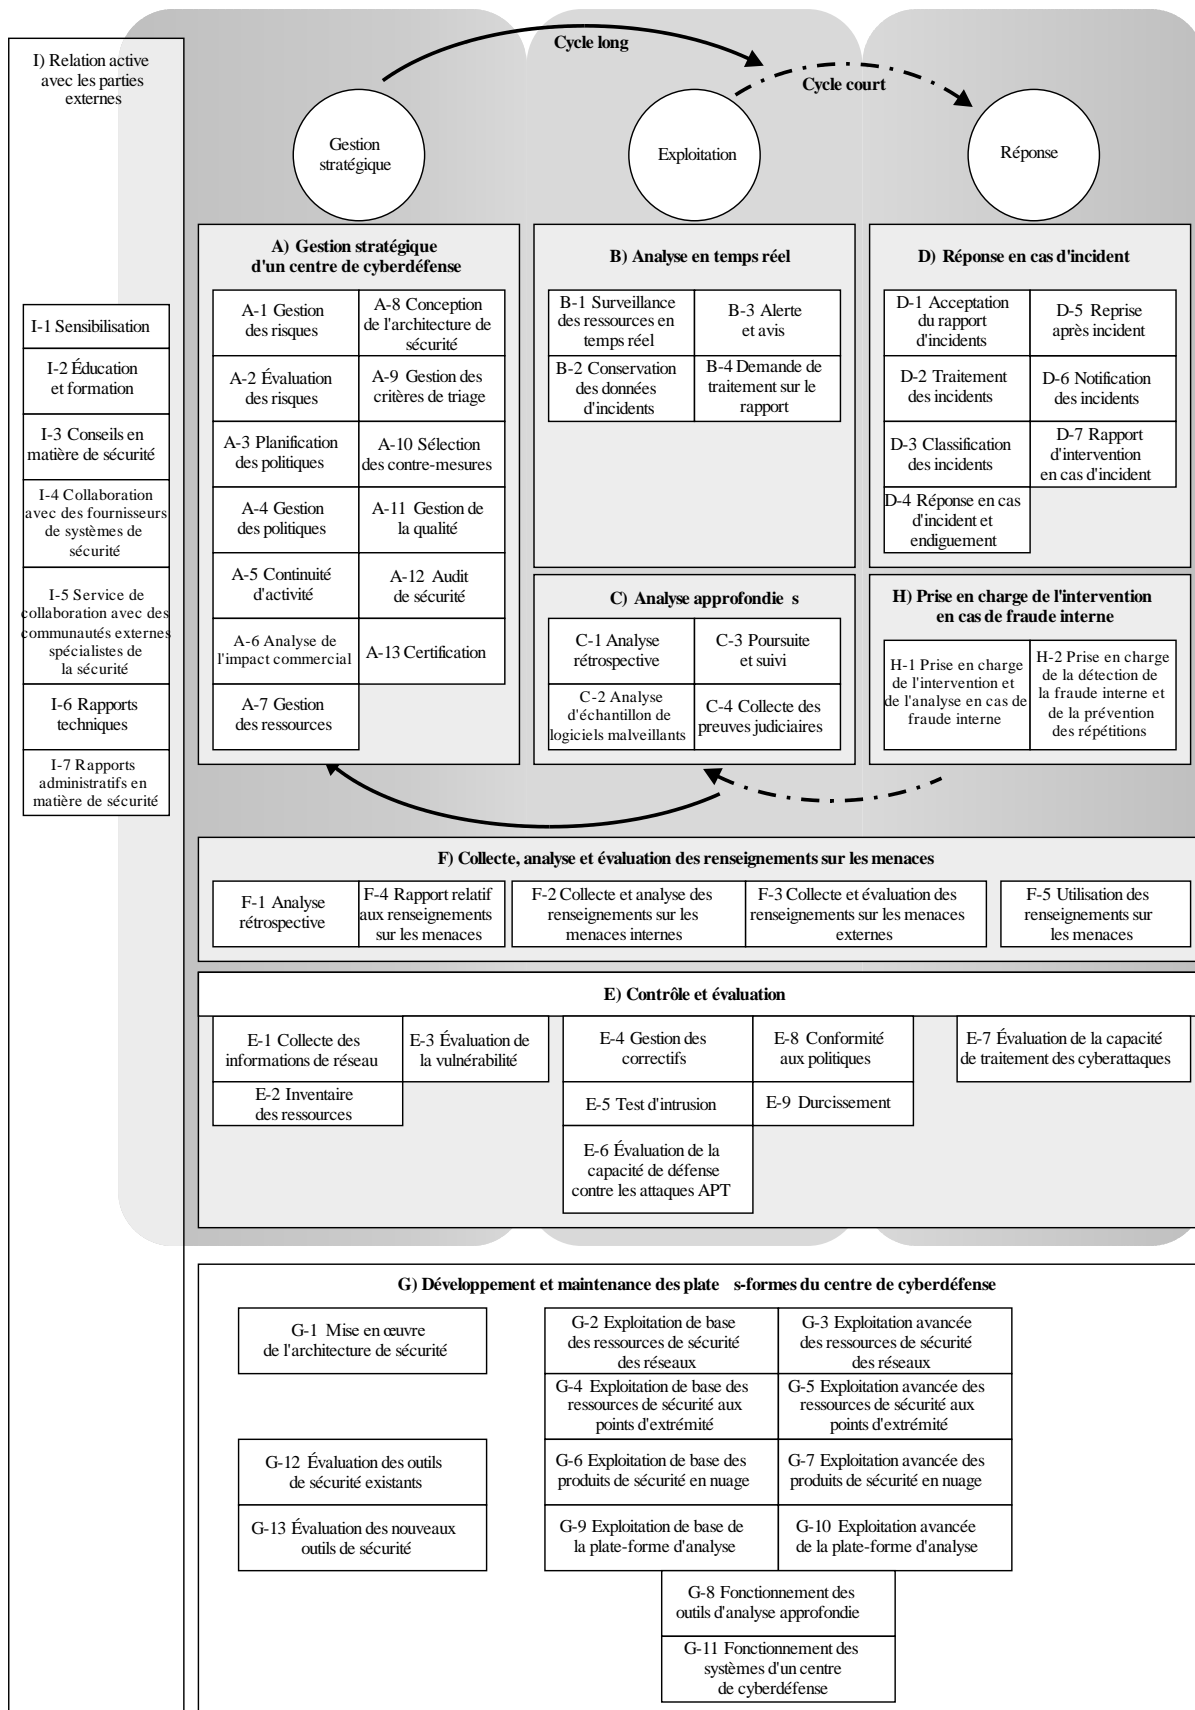 Cycle long
Cycle court
I) Relation active
avec les parties
externes
Gestion
stratégique
Exploitation
Réponse
A) Gestion stratégique
d'un centre de cyberdéfense
A-1 Gestion
des risques
A-8 Conception
de l'architecture de
sécurité
A-2 Évaluation
des risques
A-9 Gestion des
critères de triage
A-3 Planification
des politiques
A-10 Sélection
des contre-mesures
A-4 Gestion
des politiques
A-11 Gestion de
la qualité
A-5 Continuité
d'activité
A-12 Audit
de sécurité
A-6 Analyse de
l'impact commercial
A-13 Certification
A-7 Gestion
des ressources
B) Analyse en temps réel
B-1 Surveillance
des ressources en
temps réel
B-3 Alerte
et avis
B-2 Conservation
des données
d'incidents
B-4 Demande de
traitement sur le
rapport
C) Analyse approfondie s
C-1 Analyse
rétrospective
C-3 Poursuite
et suivi
C-2 Analyse
d'échantillon de
logiciels malveillants
C-4 Collecte des
preuves judiciaires
D) Réponse en cas d'incident
D-1 Acceptation
du rapport
d'incidents
D-5 Reprise
après incident
D-2 Traitement
des incidents
D-6 Notification
des incidents
D-3 Classification
des incidents
D-7 Rapport
d'intervention
en cas d'incident
D-4 Réponse en cas
d'incident et
endiguement
H) Prise en charge de l'intervention
en cas de fraude interne
H-1 Prise en charge
de l'intervention et
de l'analyse en cas de
fraude interne
H-2 Prise en charge
de la détection de
la fraude interne et
de la prévention
des répétitions
I-1 Sensibilisation
I-2 Éducation
et formation
I-3 Conseils en
matière de sécurité
I-4 Collaboration
avec des fournisseurs
de systèmes de
sécurité
I-5 Service de
collaboration avec des
communautés externes
spécialistes de
la sécurité
I-6 Rapports
techniques
I-7 Rapports
administratifs en
matière de sécurité
F) Collecte, analyse et évaluation des renseignements sur les menaces
F-1 Analyse
rétrospective
F-4 Rapport relatif
aux renseignements
sur les menaces
F-2 Collecte et analyse des
renseignements sur les
menaces internes
F-3 Collecte et évaluation des
renseignements sur les menaces
externes
F-5 Utilisation des
renseignements sur
les menaces
E) Contrôle et évaluation
E-1 Collecte des
informations de réseau
E-3 Évaluation de
la vulnérabilité
E-4 Gestion des
correctifs
E-8 Conformité
aux politiques
E-7 Évaluation de la capacité
de traitement des cyberattaques
E-2 Inventaire
des ressources
E-5 Test d'intrusion
E-9 Durcissement
E-6 Évaluation de la
capacité de défense
contre les attaques APT
G) Développement et maintenance des plate s-formes du centre de cyberdéfense
G-1 Mise en œuvre
de l'architecture de sécurité
G-2 Exploitation de base
des ressources de sécurité
des réseaux
G-3 Exploitation avancée
des ressources de sécurité
des réseaux
G-4 Exploitation de base des
ressources de sécurité aux
points d'extrémité
G-5 Exploitation avancée des
ressources de sécurité aux
points d'extrémité
G-12 Évaluation des outils
de sécurité existants
G-6 Exploitation de base des
produits de sécurité en nuage
G-7 Exploitation avancée des
produits de sécurité en nuage
G-13 Évaluation des nouveaux
outils de sécurité
G-9 Exploitation de base de
la plate-forme d'analyse
G-10 Exploitation avancée
de la plate-forme d'analyse
G-8 Fonctionnement des
outils d'analyse approfondie
G-11 Fonctionnement des
systèmes d'un centre
de cyberdéfense